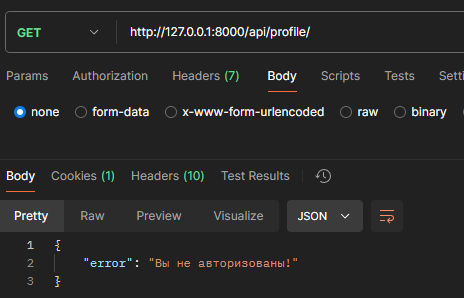 GET http://127.0.0.1:8000/api/profile/
Params Authorization Headers (7) Body Scripts Tests Setti
none form-data x-www-form-urlencoded raw binary
Body Cookies (1) Headers (10) Test Results
Pretty Raw Preview Visualize JSON
1 {
2 "error": "Вы не авторизованы!"
3 }